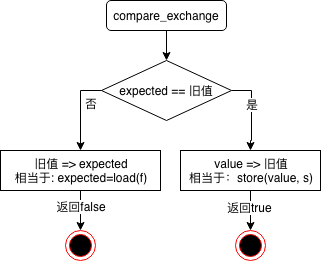 compare_exchange
expected == 旧值
否
是
旧值 => expected
相当于: expected=load(f)
value => 旧值
相当于： store(value, s)
返回false
返回true